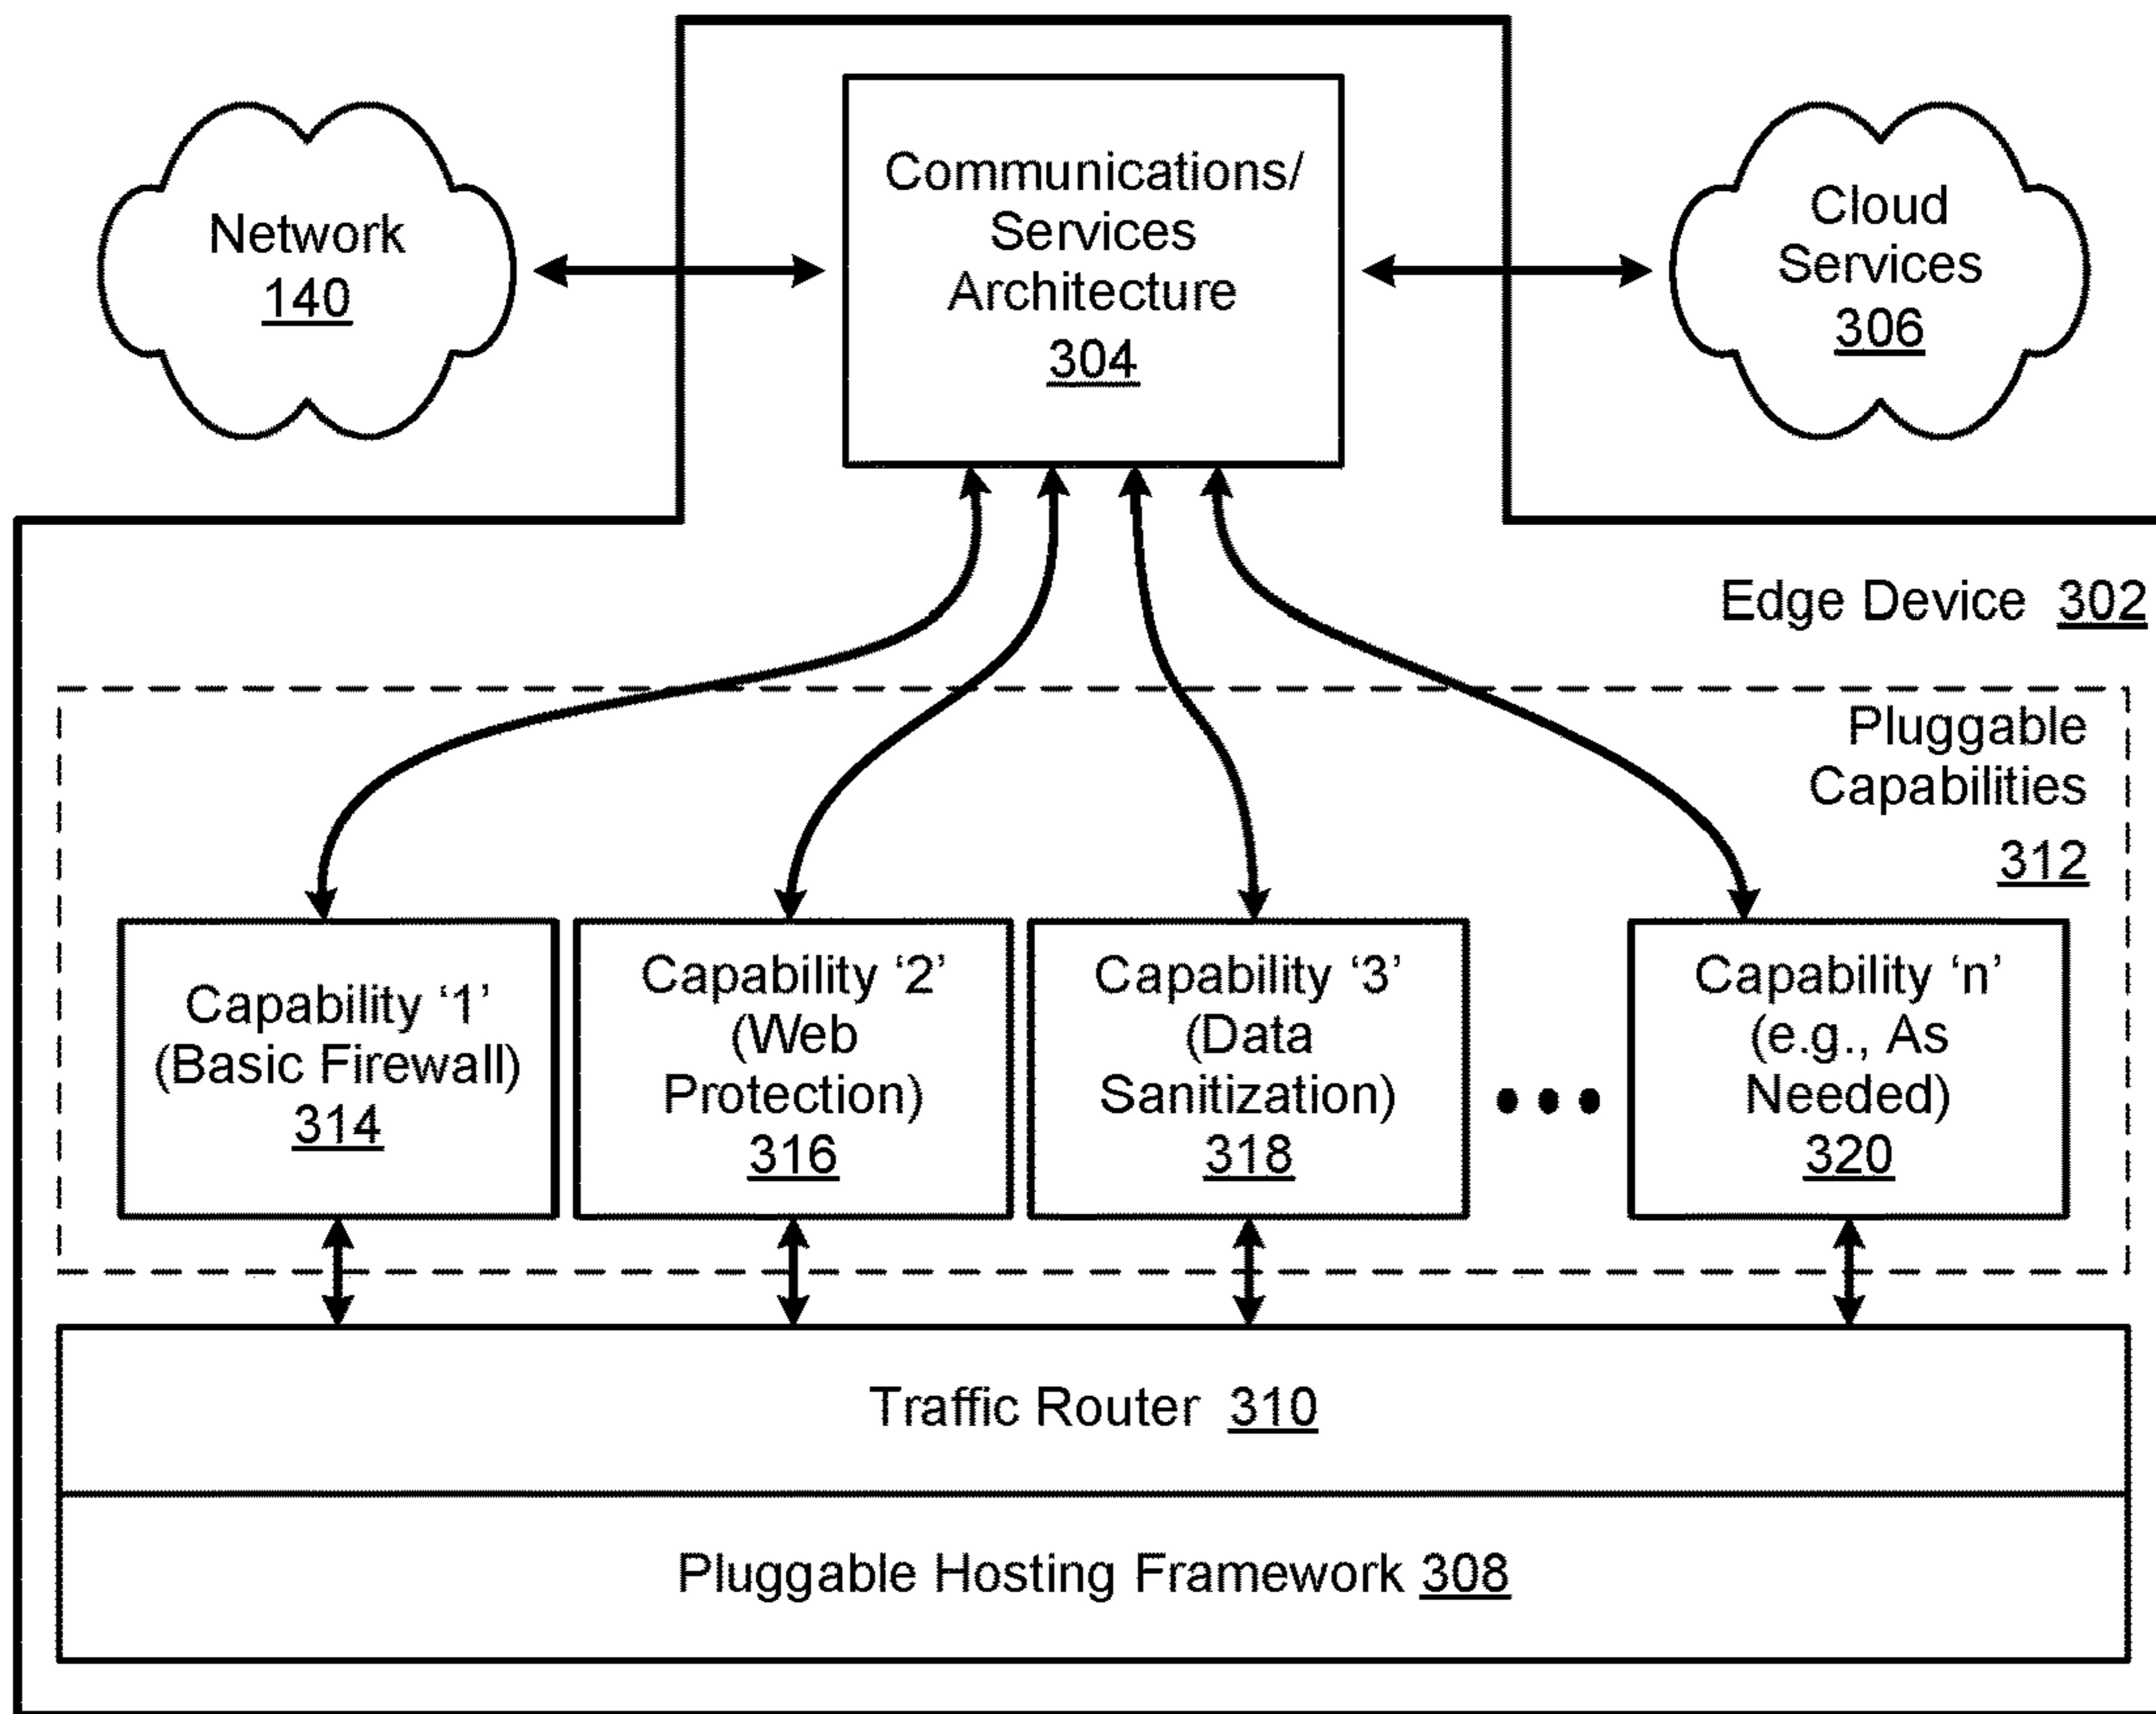 Network
140
Communications/
Services
Architecture
304
Cloud
Services
306
Edge Device 302
Pluggable
Capabilities
312
Capability ‘1’
(Basic Firewall)
314
Capability ‘2’
(Web
Protection)
316
Capability ‘3’
(Data
Sanitization)
318
Capability ‘n’
(e.g., As
Needed)
320
Traffic Router 310
Pluggable Hosting Framework 308